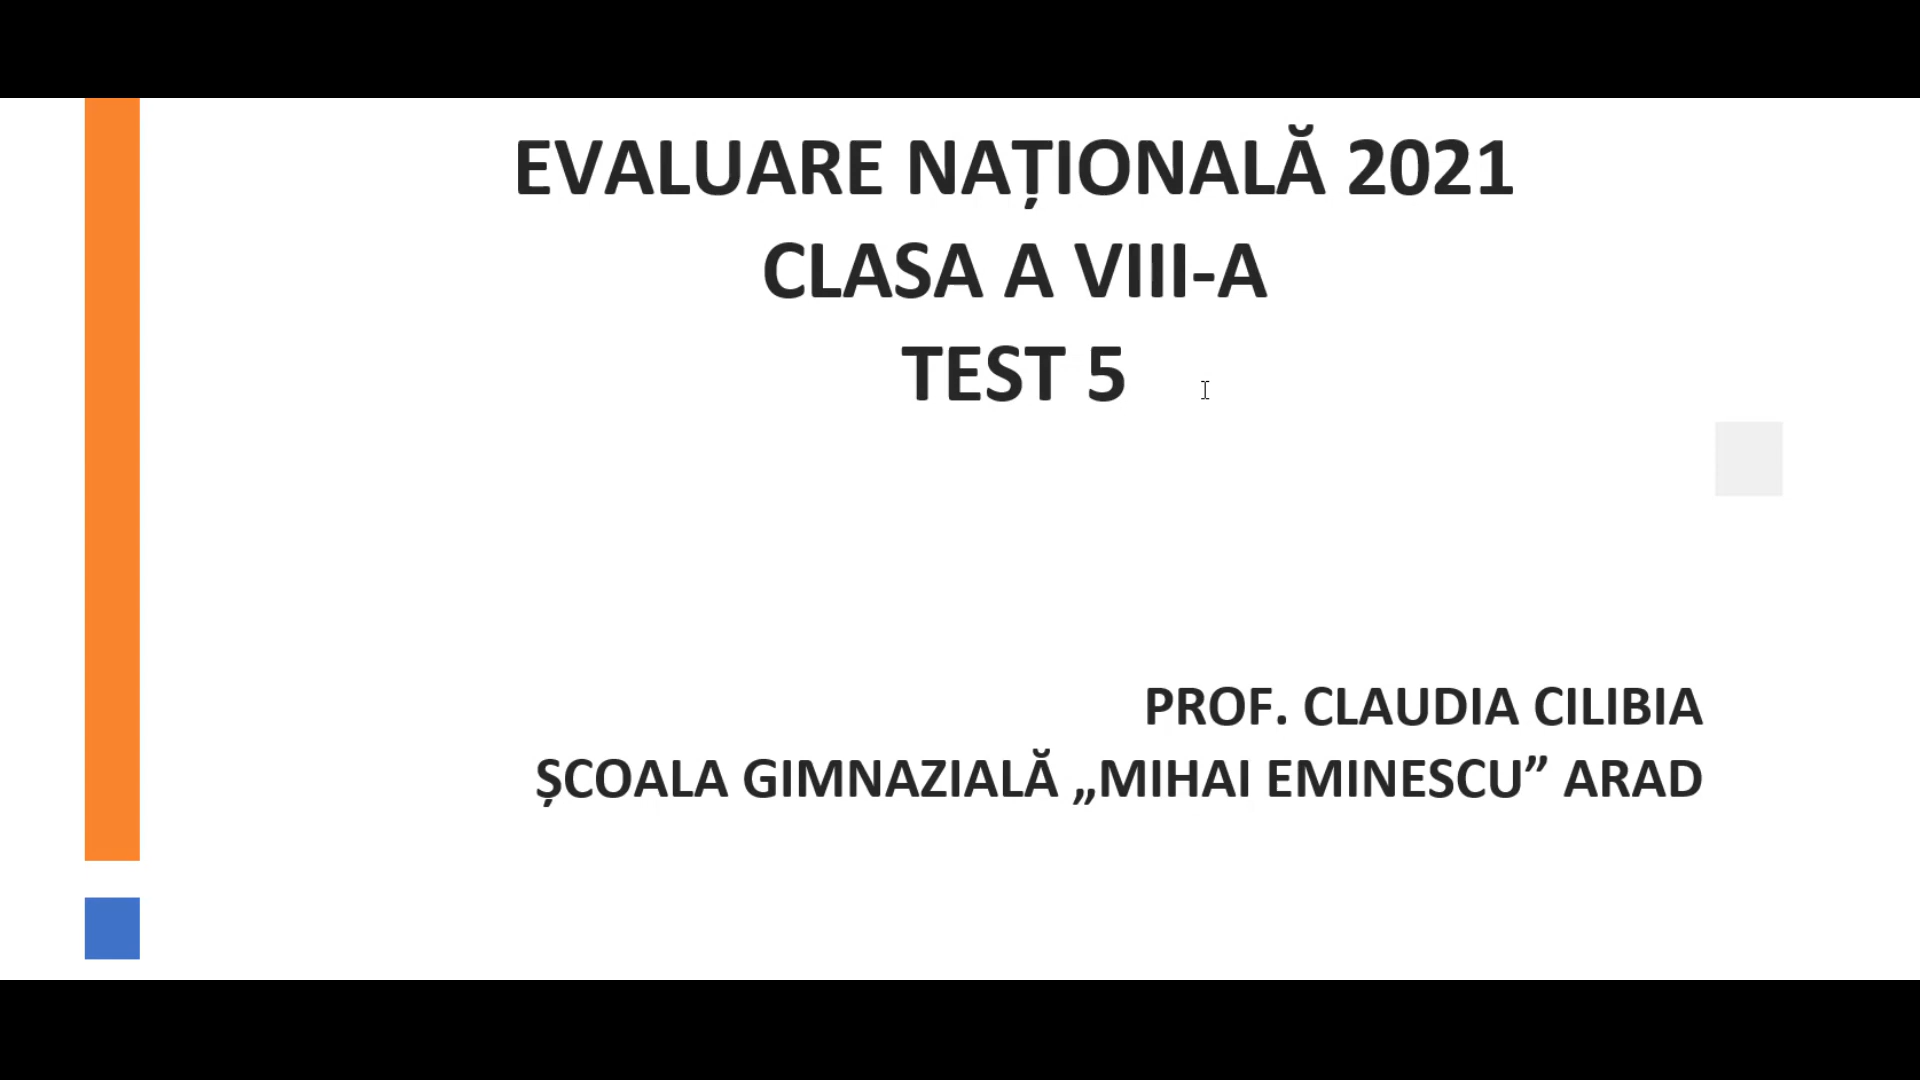 EVALUARE NAȚIONALĂ 2021
CLASA A VIII-A
TEST 5
PROF. CLAUDIA CILIBIA
ȘCOALA GIMNAZIALĂ „MIHAI EMINESCU” ARAD